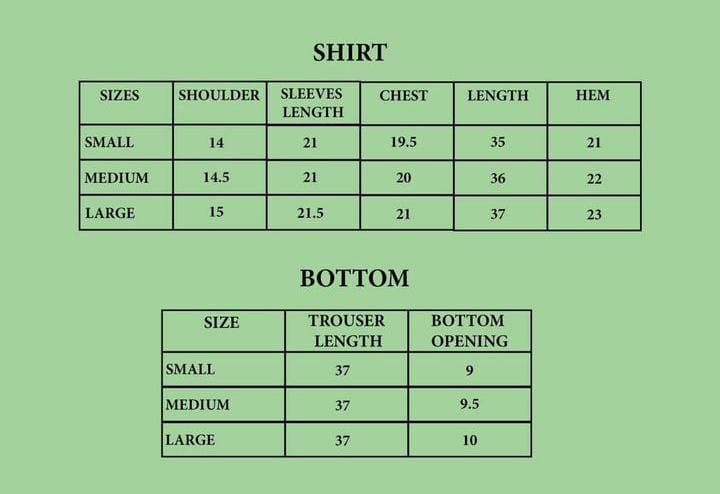 SHIRT
SIZES SHOULDER SLEEVES LENGTH CHEST LENGTH HEM
SMALL 14 21 19.5 35 21
MEDIUM 14.5 21 20 36 22
LARGE 15 21.5 21 37 23
BOTTOM
SIZE TROUSER LENGTH BOTTOM OPENING
SMALL 37 9
MEDIUM 37 9.5
LARGE 37 10